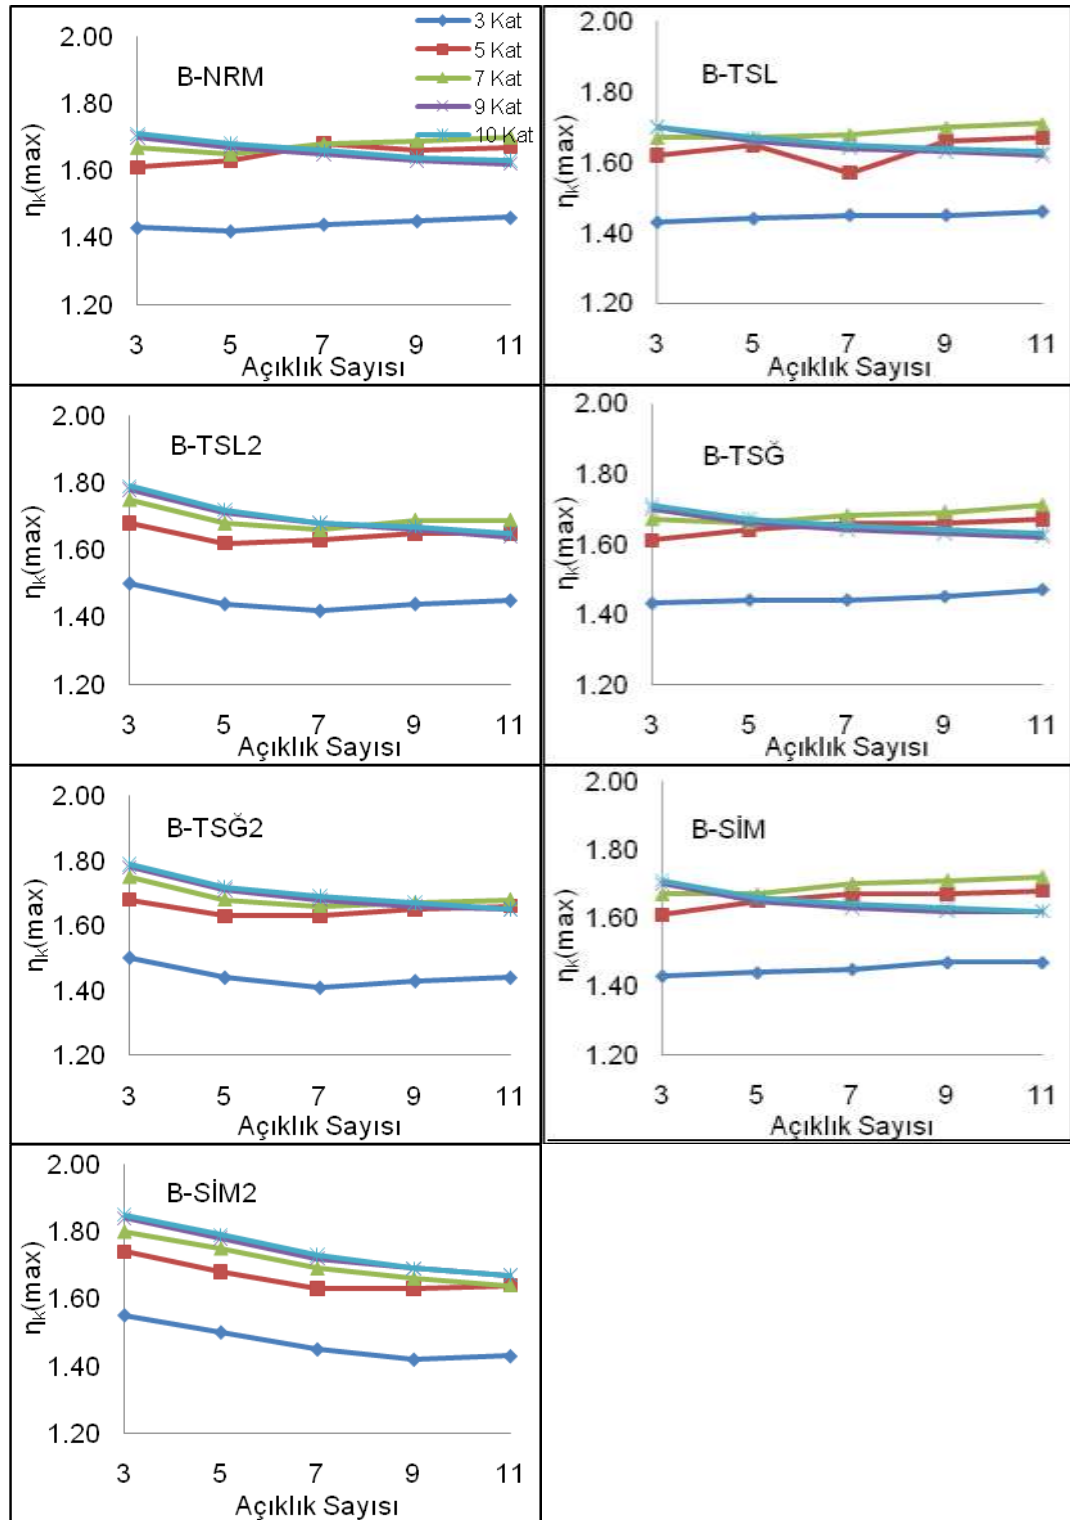 2.00
1.80
1.60
1.40
1.20
ηk(max)
B-NRM
3 Kat
5 Kat
7 Kat
9 Kat
10 Kat
3 5 7 9 11
Açıklık Sayısı
2.00
1.80
1.60
1.40
1.20
ηk(max)
B-TSL
3 5 7 9 11
Açıklık Sayısı
2.00
1.80
1.60
1.40
1.20
ηk(max)
B-TSL2
3 5 7 9 11
Açıklık Sayısı
2.00
1.80
1.60
1.40
1.20
ηk(max)
B-TSĞ
3 5 7 9 11
Açıklık Sayısı
2.00
1.80
1.60
1.40
1.20
ηk(max)
B-TSĞ2
3 5 7 9 11
Açıklık Sayısı
2.00
1.80
1.60
1.40
1.20
ηk(max)
B-SİM
3 5 7 9 11
Açıklık Sayısı
2.00
1.80
1.60
1.40
1.20
ηk(max)
B-SİM2
3 5 7 9 11
Açıklık Sayısı